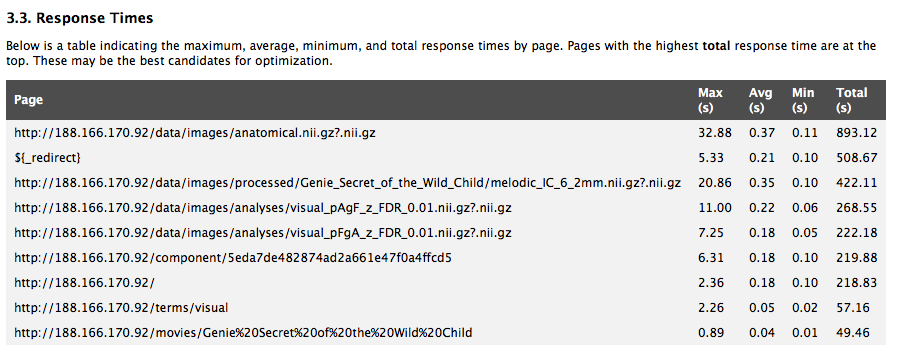 3.3. Response Times
Below is a table indicating the maximum, average, minimum, and total response times by page. Pages with the highest total response time are at the
top. These may be the best candidates for optimization.
Page Max (s) Avg (s) Min (s) Total (s)
http://188.166.170.92/data/images/anatomical.nii.gz?.nii.gz 32.88 0.37 0.11 893.12
${_redirect} 5.33 0.21 0.10 508.67
http://188.166.170.92/data/images/processed/Genie_Secret_of_the_Wild_Child/melodic_IC_6_2mm.nii.gz?.nii.gz 20.86 0.35 0.10 422.11
http://188.166.170.92/data/images/analyses/visual_pAgF_z_FDR_0.01.nii.gz?.nii.gz 11.00 0.22 0.06 268.55
http://188.166.170.92/data/images/analyses/visual_pFgA_z_FDR_0.01.nii.gz?.nii.gz 7.25 0.18 0.05 222.18
http://188.166.170.92/component/5eda7de482874ad2a661e47f0a4ffcd5 6.31 0.18 0.10 219.88
http://188.166.170.92/ 2.36 0.18 0.10 218.83
http://188.166.170.92/terms/visual 2.26 0.05 0.02 57.16
http://188.166.170.92/movies/Genie%20Secret%20of%20the%20Wild%20Child 0.89 0.04 0.01 49.46